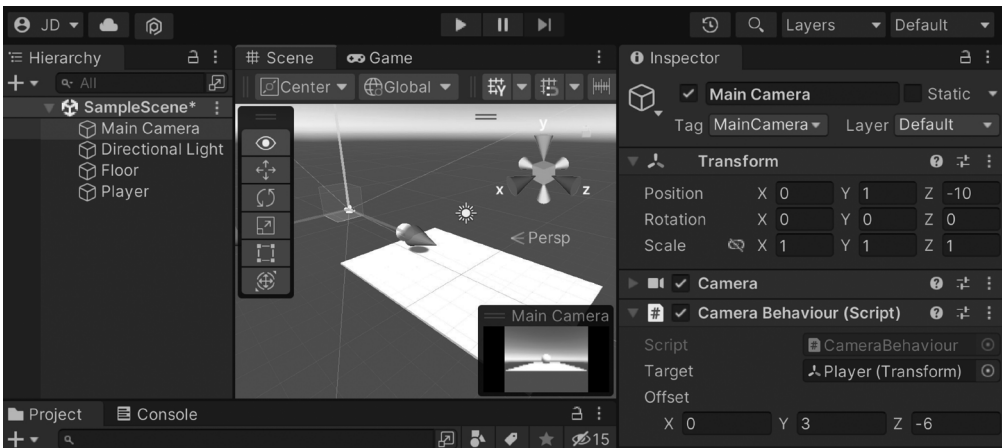 JD Layers Default
Hierarchy
All
SampleScene*
Main Camera
Directional Light
Floor
Player
Scene Game
Center Global
y
x z
Persp
Main Camera
Inspector
Main Camera Static
Tag MainCamera Layer Default
Transform
Position X 0 Y 1 Z -10
Rotation X 0 Y 0 Z 0
Scale X 1 Y 1 Z 1
Camera
# Camera Behaviour (Script)
Script # CameraBehaviour
Target Player (Transform)
Offset
X 0 Y 3 Z -6
Project Console
15